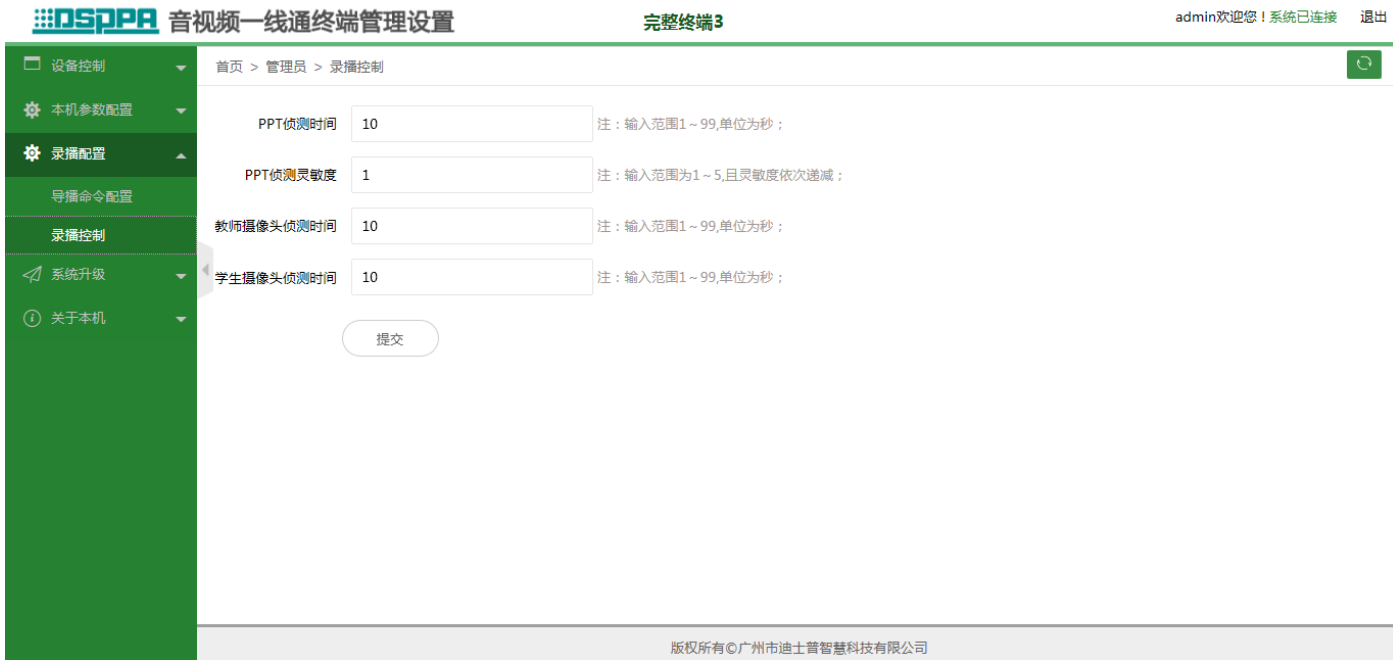 DSPPA 音视频一线通终端管理设置 完整终端3 admin欢迎您！系统已连接 退出
设备控制
本机参数配置
录播配置
导播命令配置
录播控制
系统升级
关于本机
首页 > 管理员 > 录播控制
PPT侦测时间 10 注：输入范围1～99,单位为秒；
PPT侦测灵敏度 1 注：输入范围为1～5,且灵敏度依次递减；
教师摄像头侦测时间 10 注：输入范围1～99,单位为秒；
学生摄像头侦测时间 10 注：输入范围1～99,单位为秒；
提交
版权所有©广州市迪士普智慧科技有限公司